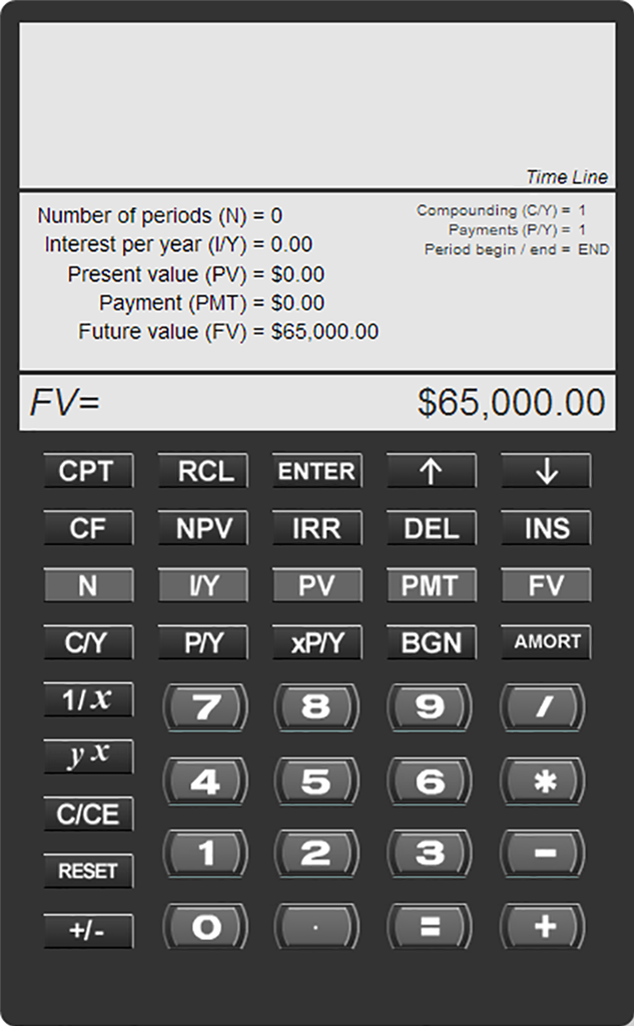 Time Line
Number of periods (N) = 0
Interest per year (I/Y) = 0.00
Present value (PV) = $0.00
Payment (PMT) = $0.00
Future value (FV) = $65,000.00
Compounding (C/Y) = 1
Payments (P/Y) = 1
Period begin / end = END
FV= $65,000.00
CPT RCL ENTER ↑ ↓
CF NPV IRR DEL INS
N I/Y PV PMT FV
C/Y P/Y xP/Y BGN AMORT
1/x 7 8 9 /
y x 4 5 6 *
C/CE 1 2 3 -
RESET
+/- 0 . = +